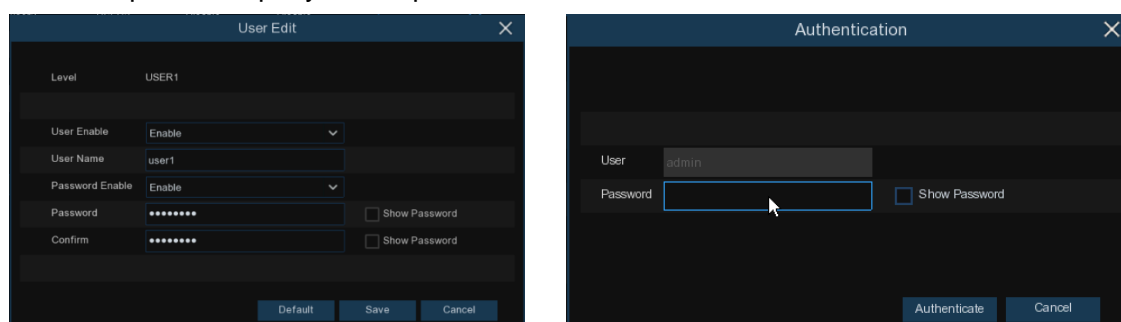 User Edit
Level USER1
User Enable Enable
User Name user1
Password Enable Enable
Password •••••••• Show Password
Confirm •••••••• Show Password
Default Save Cancel
Authentication
User admin
Password Show Password
Authenticate Cancel